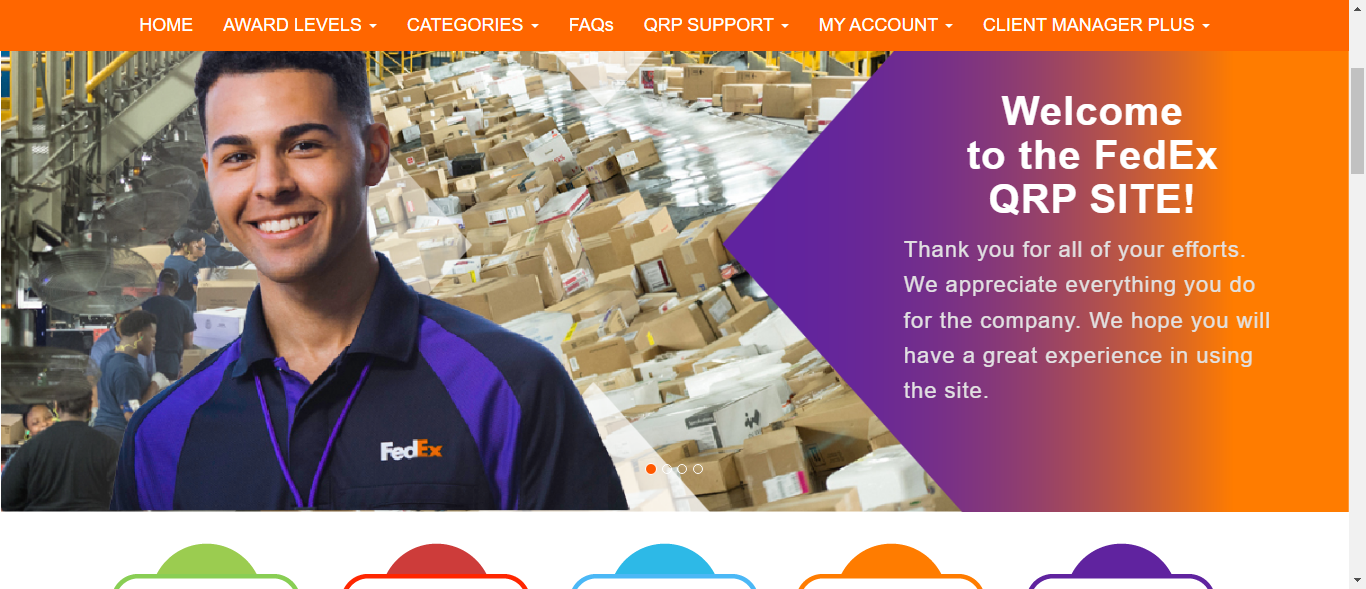 HOME AWARD LEVELS CATEGORIES FAQs QRP SUPPORT MY ACCOUNT CLIENT MANAGER PLUS
Welcome
to the FedEx
QRP SITE!
Thank you for all of your efforts.
We appreciate everything you do
for the company. We hope you will
have a great experience in using
the site.
FedEx